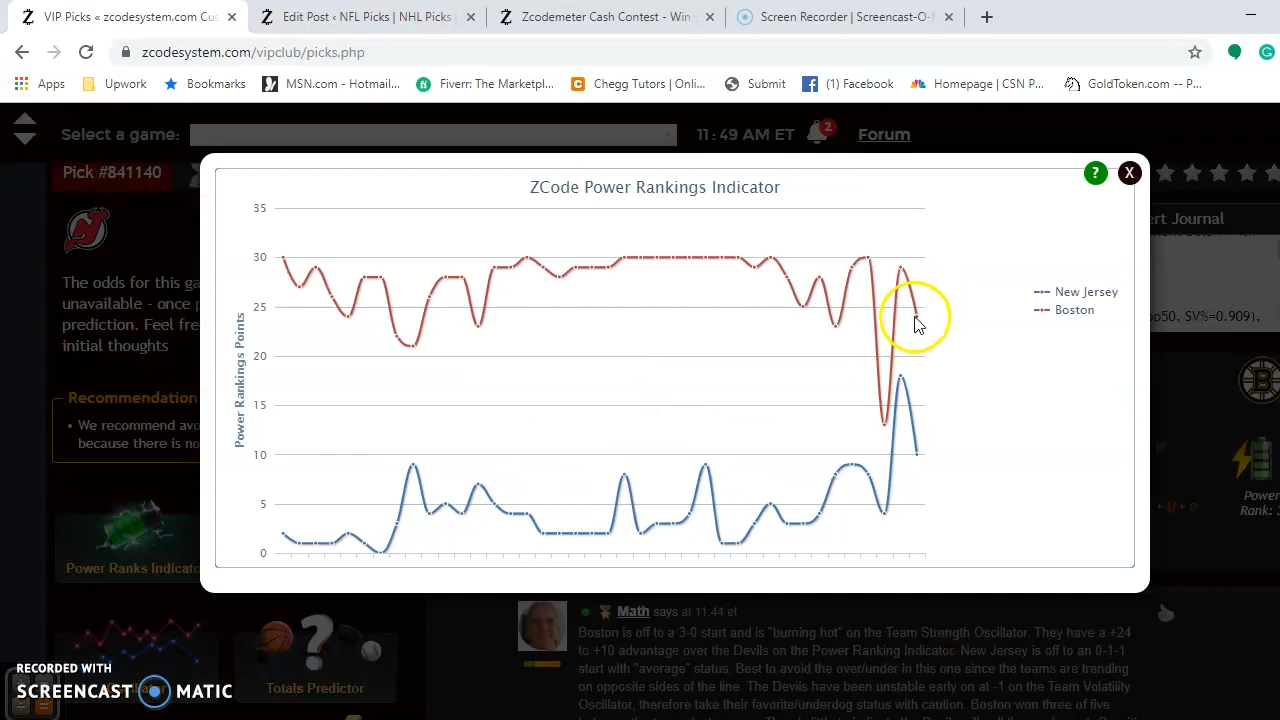 VIP Picks « zcodesystem.com Cus
Edit Post ‹ NFL Picks | NHL Picks |
Zcodemeter Cash Contest - Win
Screen Recorder | Screencast-O-
zcodesystem.com/vipclub/picks.php
Apps Upwork Bookmarks MSN.com - Hotmail... Fiverr: The Marketpl... Chegg Tutors | Onli... Submit (1) Facebook Homepage | CSN P... GoldToken.com -- P...
Select a game: 11:49 AM ET 2 Forum
Pick #841140
? X
ZCode Power Rankings Indicator
ert Journal
The odds for this ga
unavailable - once
prediction. Feel fre
initial thoughts
op50, SV%=0.909),
Recommendation
• We recommend avo
because there is no
35
30
25
20
15
10
5
0
Power Rankings Points
New Jersey
Boston
Power
Rank:
Power Ranks Indicato
Totals Predictor
Math says at 11:44 et
Boston is off to a 3-0 start and is "burning hot" on the Team Strength Oscillator. They have a +24
to +10 advantage over the Devils on the Power Ranking Indicator. New Jersey is off to an 0-1-1
start with "average" status. Best to avoid the over/under in this one since the teams are trending
on opposite sides of the line. The Devils have been unstable early on at -1 on the Team Volatility
Oscillator, therefore take their favorite/underdog status with caution. Boston won three of five
RECORDED WITH
SCREENCAST MATIC